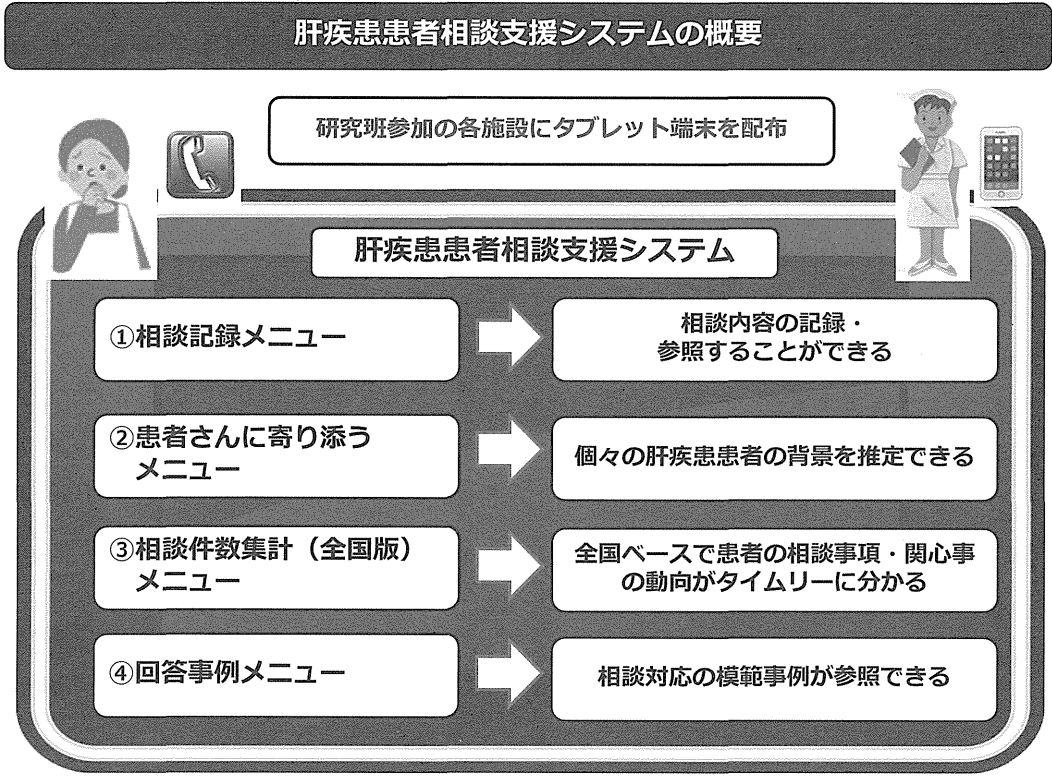 肝疾患患者相談支援システムの概要
研究班参加の各施設にタブレット端末を配布
肝疾患患者相談支援システム
①相談記録メニュー
相談内容の記録・
参照することができる
②患者さんに寄り添う
メニュー
個々の肝疾患患者の背景を推定できる
③相談件数集計（全国版）
メニュー
全国ベースで患者の相談事項・関心事
の動向がタイムリーに分かる
④回答事例メニュー
相談対応の模範事例が参照できる